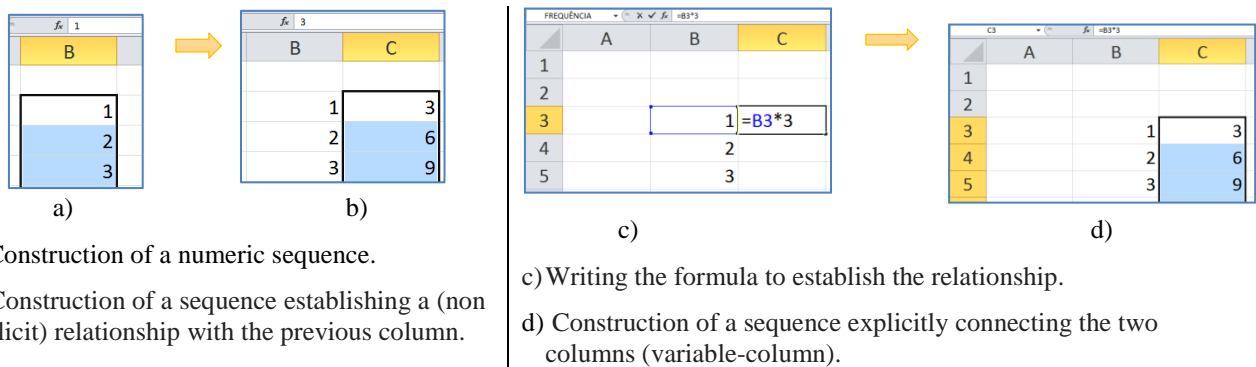 fx 1
B
1
2
3
a)
fx 3
B C
1 3
2 6
3 9
b)
Construction of a numeric sequence.
Construction of a sequence establishing a (non
licit) relationship with the previous column.
FREQUÊNCIA fx =B3*3
A B C
1
2
3 1 =B3*3
4 2
5 3
c)
C3 fx =B3*3
A B C
1
2
3 1 3
4 2 6
5 3 9
d)
c) Writing the formula to establish the relationship.
d) Construction of a sequence explicitly connecting the two
columns (variable-column).